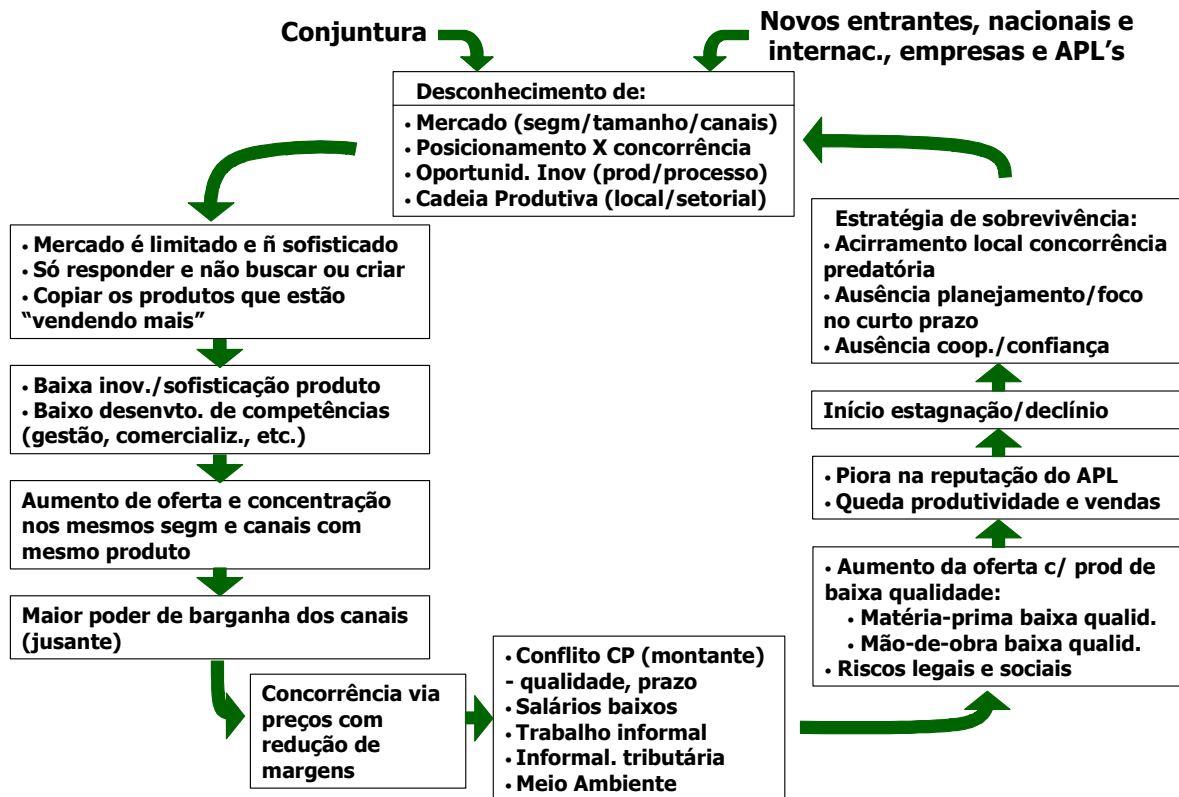 Conjuntura
Novos entrantes, nacionais e
internac., empresas e APL’s
Desconhecimento de:
• Mercado (segm/tamanho/canais)
• Posicionamento X concorrência
• Oportunid. Inov (prod/processo)
• Cadeia Produtiva (local/setorial)
• Mercado é limitado e ñ sofisticado
• Só responder e não buscar ou criar
• Copiar os produtos que estão
“vendendo mais”
• Baixa inov./sofisticação produto
• Baixo desenvto. de competências
(gestão, comercializ., etc.)
Aumento de oferta e concentração
nos mesmos segm e canais com
mesmo produto
Maior poder de barganha dos canais
(jusante)
Concorrência via
preços com
redução de
margens
• Conflito CP (montante)
- qualidade, prazo
• Salários baixos
• Trabalho informal
• Informal. tributária
• Meio Ambiente
• Aumento da oferta c/ prod de
baixa qualidade:
• Matéria-prima baixa qualid.
• Mão-de-obra baixa qualid.
• Riscos legais e sociais
• Piora na reputação do APL
• Queda produtividade e vendas
Início estagnação/declínio
Estratégia de sobrevivência:
• Acirramento local concorrência
predatória
• Ausência planejamento/foco
no curto prazo
• Ausência coop./confiança